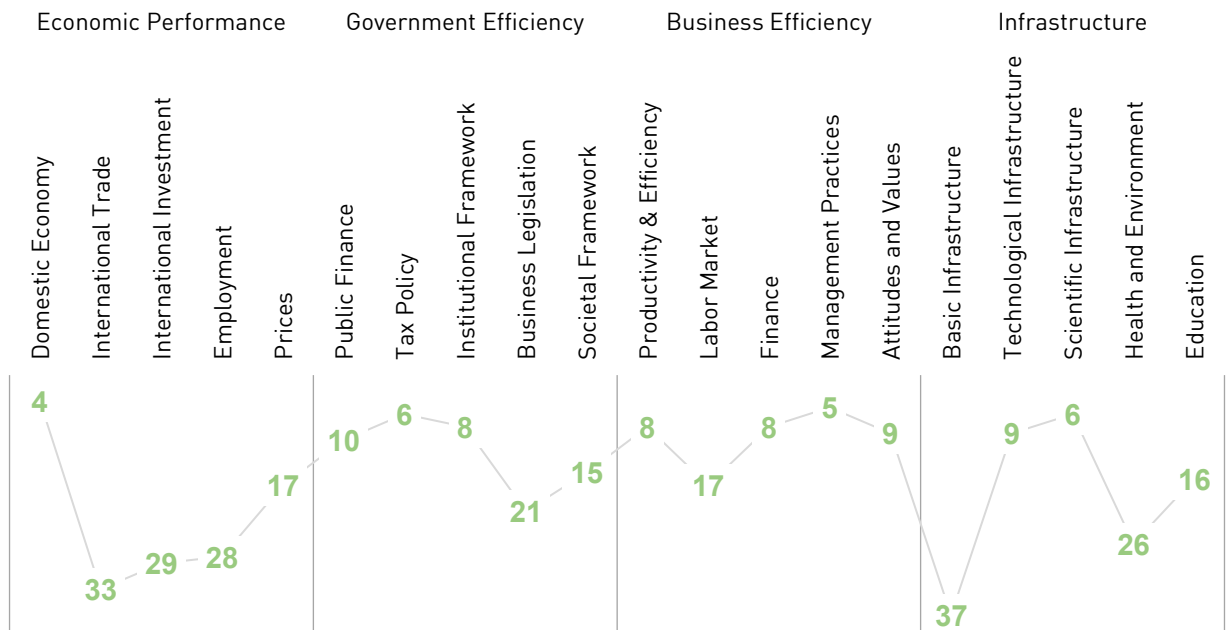 Economic Performance
Government Efficiency
Business Efficiency
Infrastructure
Domestic Economy
International Trade
International Investment
Employment
Prices
Public Finance
Tax Policy
Institutional Framework
Business Legislation
Societal Framework
Productivity & Efficiency
Labor Market
Finance
Management Practices
Attitudes and Values
Basic Infrastructure
Technological Infrastructure
Scientific Infrastructure
Health and Environment
Education
4
33
29
28
17
10
6
8
21
15
8
17
8
5
9
37
9
6
26
16